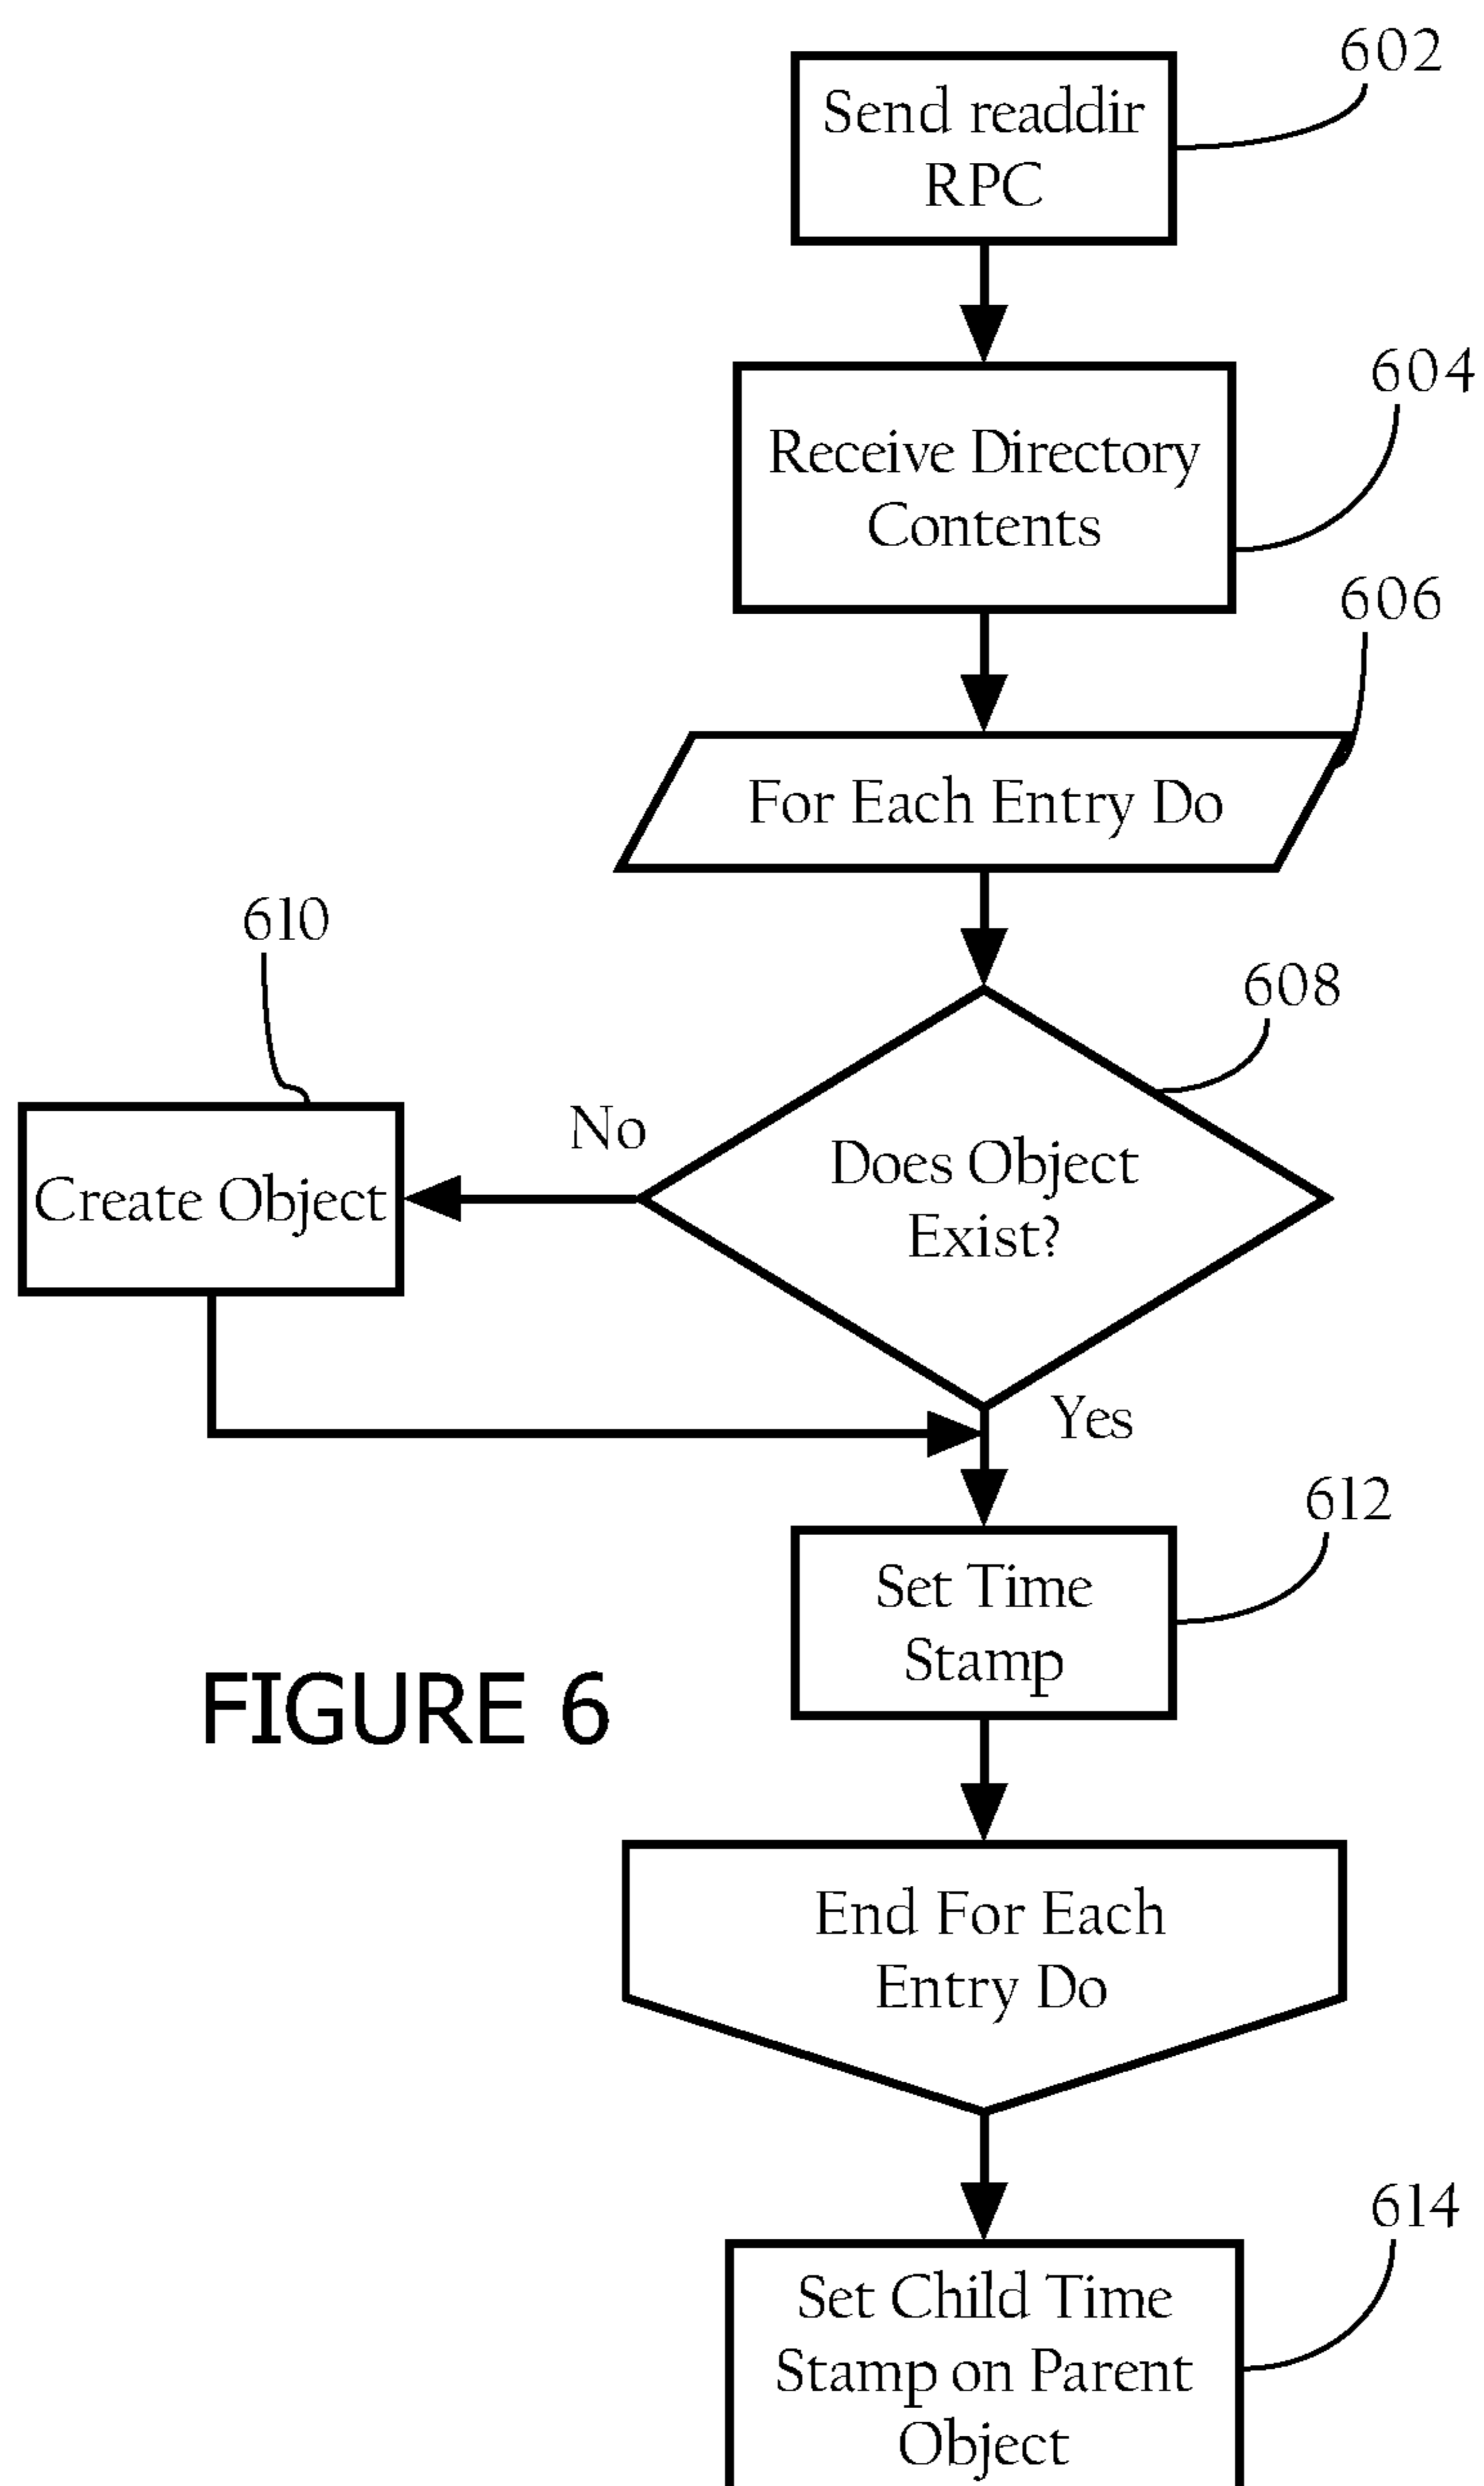 602
Send readdir
RPC
604
Receive Directory
Contents
606
For Each Entry Do
610
608
No
Does Object
Exist?
Create Object
Yes
612
Set Time
Stamp
FIGURE 6
End For Each
Entry Do
614
Set Child Time
Stamp on Parent
Object